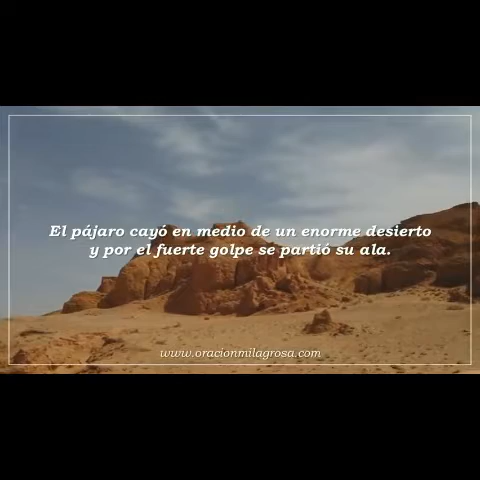 El pájaro cayó en medio de un enorme desierto
y por el fuerte golpe se partió su ala.
www.oracionmilagrosa.com